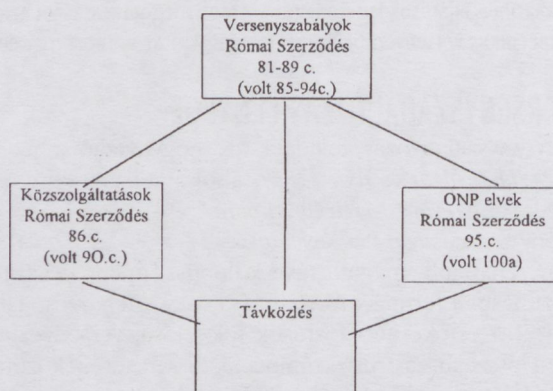 Versenyszabályok
Római Szerződés
81-89 c.
(volt 85-94c.)
Közszolgáltatások
Római Szerződés
86.c.
(volt 9O.c.)
ONP elvek
Római Szerződés
95.c.
(volt 100a)
Távközlés